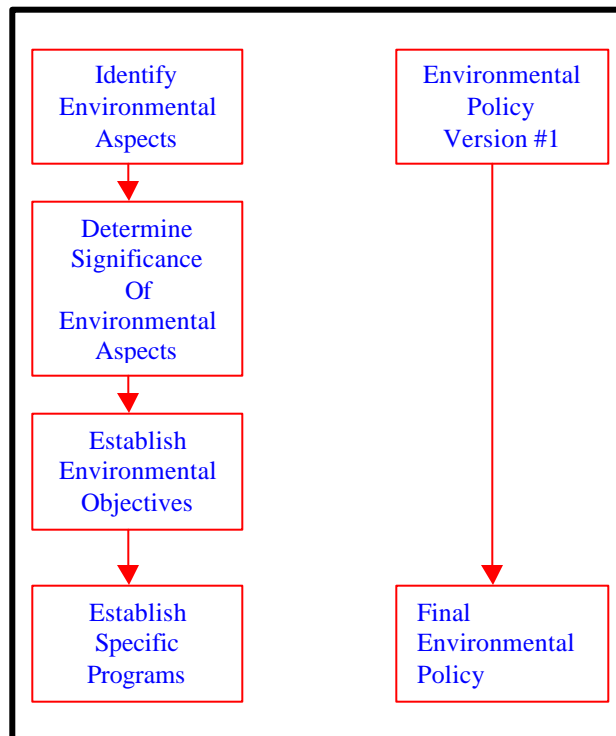 Identify
Environmental
Aspects
Determine
Significance
Of
Environmental
Aspects
Establish
Environmental
Objectives
Establish
Specific
Programs
Environmental
Policy
Version #1
Final
Environmental
Policy